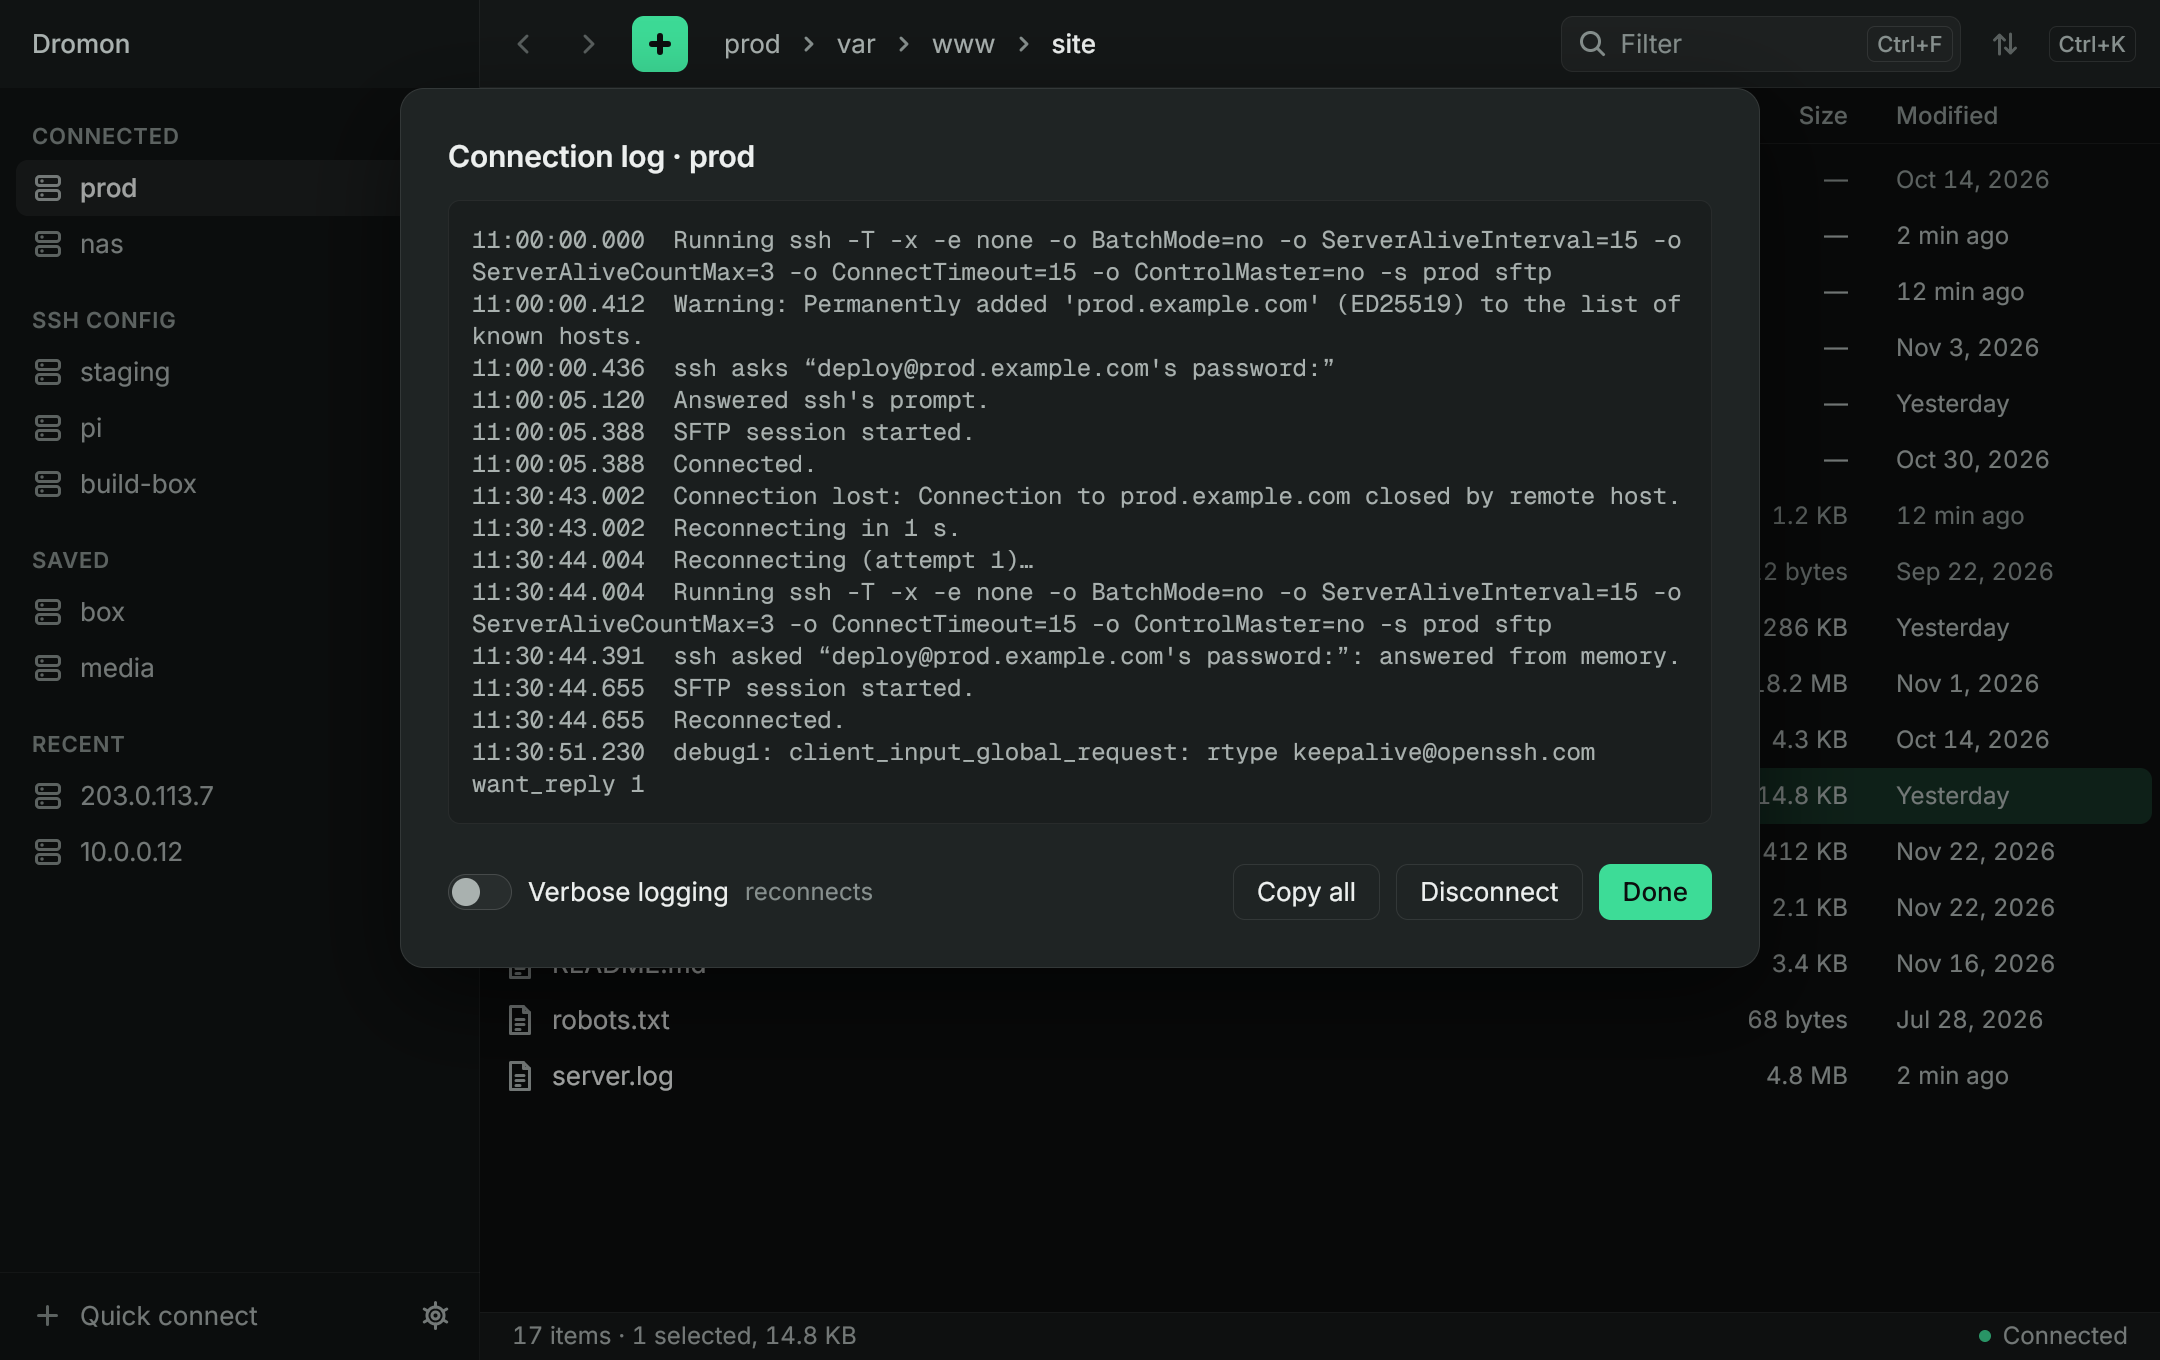 Dromon
prod > var > www > site
Filter
Ctrl+F
Ctrl+K
CONNECTED
prod
nas
SSH CONFIG
staging
pi
build-box
SAVED
box
media
RECENT
203.0.113.7
10.0.0.12
Quick connect
Connection log · prod
11:00:00.000 Running ssh -T -x -e none -o BatchMode=no -o ServerAliveInterval=15 -o
ServerAliveCountMax=3 -o ConnectTimeout=15 -o ControlMaster=no -s prod sftp
11:00:00.412 Warning: Permanently added 'prod.example.com' (ED25519) to the list of
known hosts.
11:00:00.436 ssh asks “deploy@prod.example.com's password:”
11:00:05.120 Answered ssh's prompt.
11:00:05.388 SFTP session started.
11:00:05.388 Connected.
11:30:43.002 Connection lost: Connection to prod.example.com closed by remote host.
11:30:43.002 Reconnecting in 1 s.
11:30:44.004 Reconnecting (attempt 1)…
11:30:44.004 Running ssh -T -x -e none -o BatchMode=no -o ServerAliveInterval=15 -o
ServerAliveCountMax=3 -o ConnectTimeout=15 -o ControlMaster=no -s prod sftp
11:30:44.391 ssh asked “deploy@prod.example.com's password:”: answered from memory.
11:30:44.655 SFTP session started.
11:30:44.655 Reconnected.
11:30:51.230 debug1: client_input_global_request: rtype keepalive@openssh.com
want_reply 1
Verbose logging reconnects
Copy all
Disconnect
Done
Size Modified
— Oct 14, 2026
— 2 min ago
— 12 min ago
— Nov 3, 2026
— Yesterday
— Oct 30, 2026
1.2 KB 12 min ago
bytes Sep 22, 2026
286 KB Yesterday
8.2 MB Nov 1, 2026
4.3 KB Oct 14, 2026
14.8 KB Yesterday
412 KB Nov 22, 2026
2.1 KB Nov 22, 2026
README.md 3.4 KB Nov 16, 2026
robots.txt 68 bytes Jul 28, 2026
server.log 4.8 MB 2 min ago
17 items · 1 selected, 14.8 KB
Connected